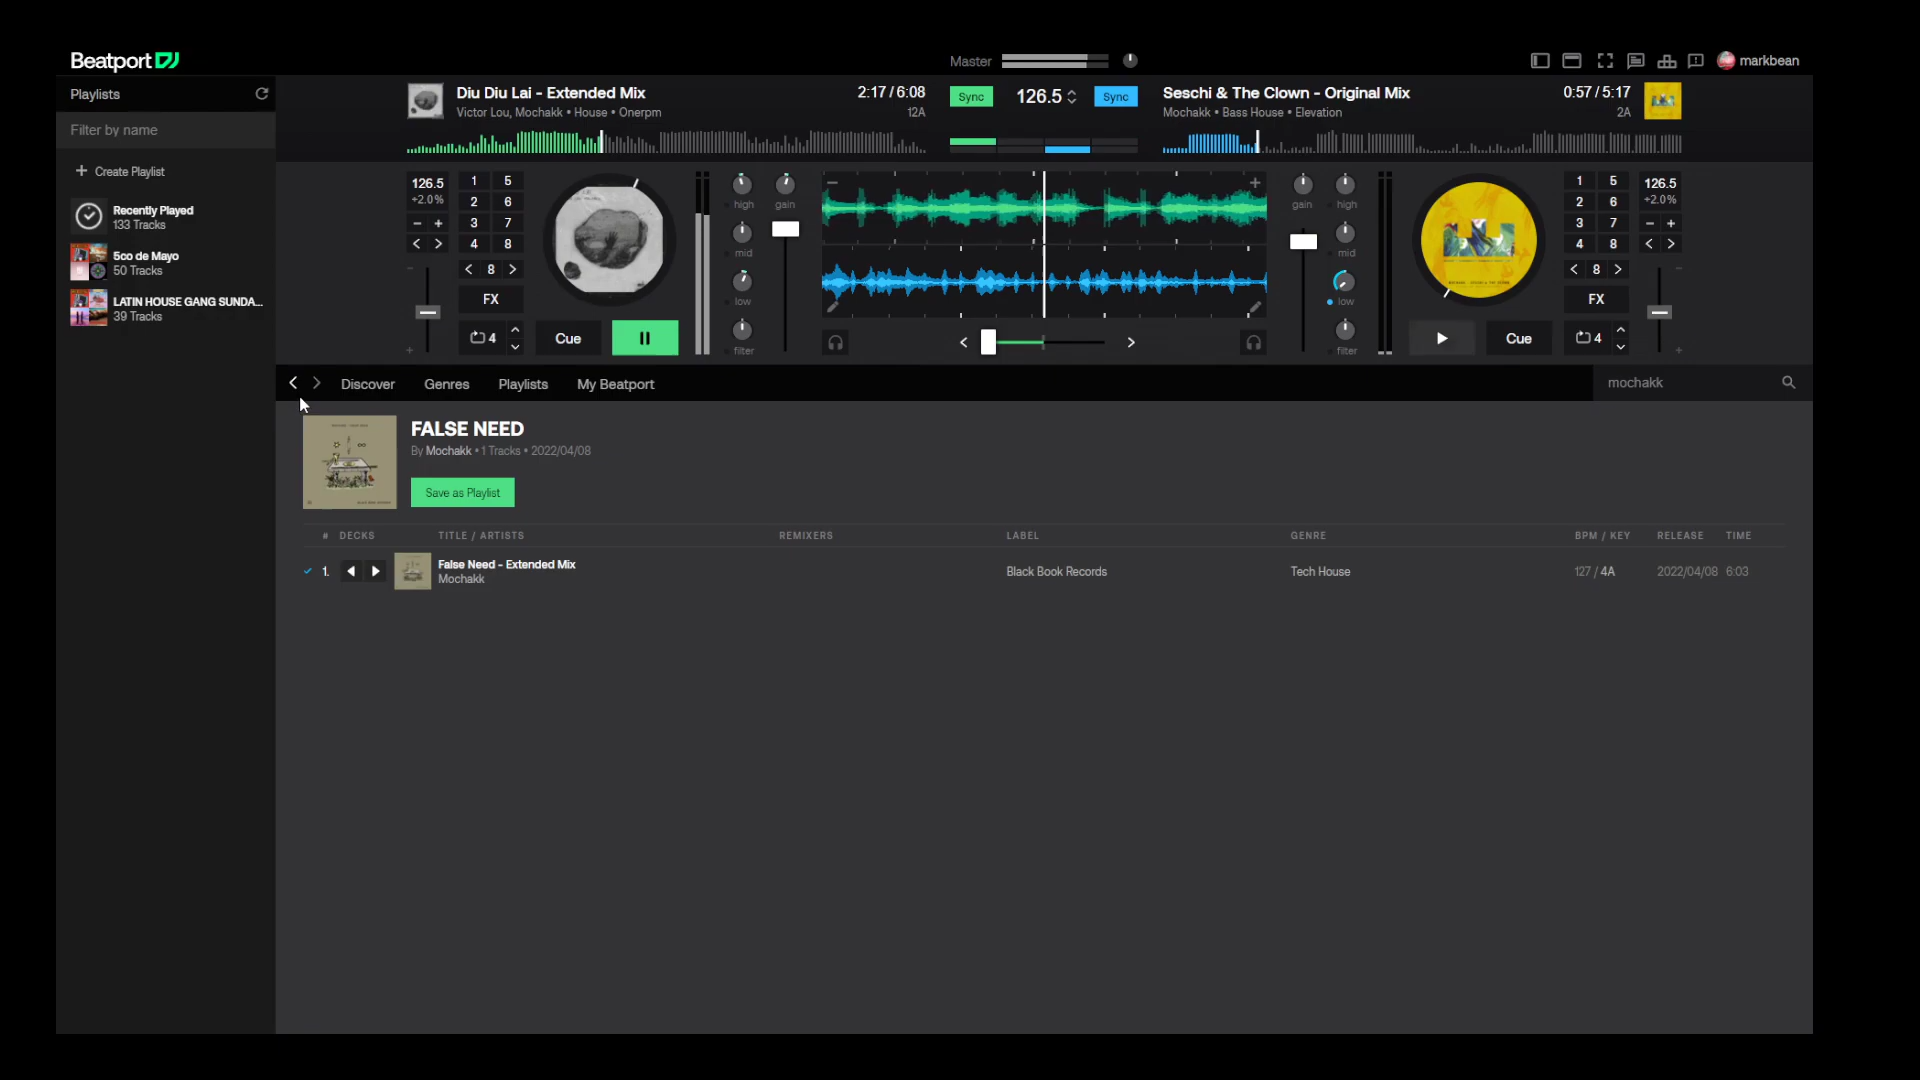 Beatport
Master
markbean
Playlists
Filter by name
Create Playlist
Recently Played
133 Tracks
5co de Mayo
50 Tracks
LATIN HOUSE GANG SUNDA...
39 Tracks
Diu Diu Lai - Extended Mix
2:17 / 6:08
Victor Lou, Mochakk • House • Onerpm
12A
Sync
126.5
Sync
Seschi & The Clown - Original Mix
0:57 / 5:17
Mochakk • Bass House • Elevation
2A
126.5
+2.0%
1 5
2 6
3 7
4 8
8
FX
4
Cue
high
mid
low
filter
gain
gain
high
mid
low
filter
1 5
2 6
3 7
4 8
126.5
+2.0%
8
FX
Cue
4
Discover
Genres
Playlists
My Beatport
mochakk
FALSE NEED
By Mochakk • 1 Tracks • 2022/04/08
Save as Playlist
# DECKS TITLE / ARTISTS REMIXERS LABEL GENRE BPM / KEY RELEASE TIME
1. False Need - Extended Mix
Mochakk
Black Book Records
Tech House
127 / 4A
2022/04/08
6:03